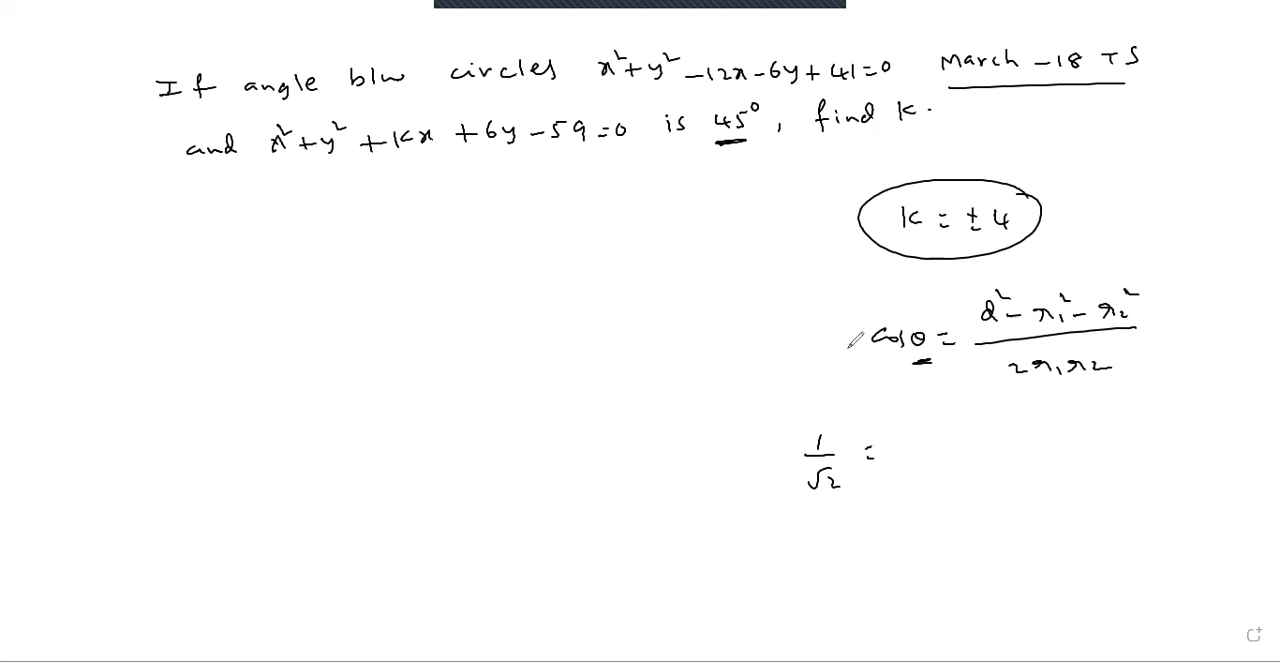 If angle b/w circles x²+y²-12x-6y+41=0 March-18 TS
and x²+y²+kx+6y-59=0 is 45°, find k.
k = ±4
cosθ = (d²-r₁²-r₂²)/(2r₁r₂)
1/√2 =